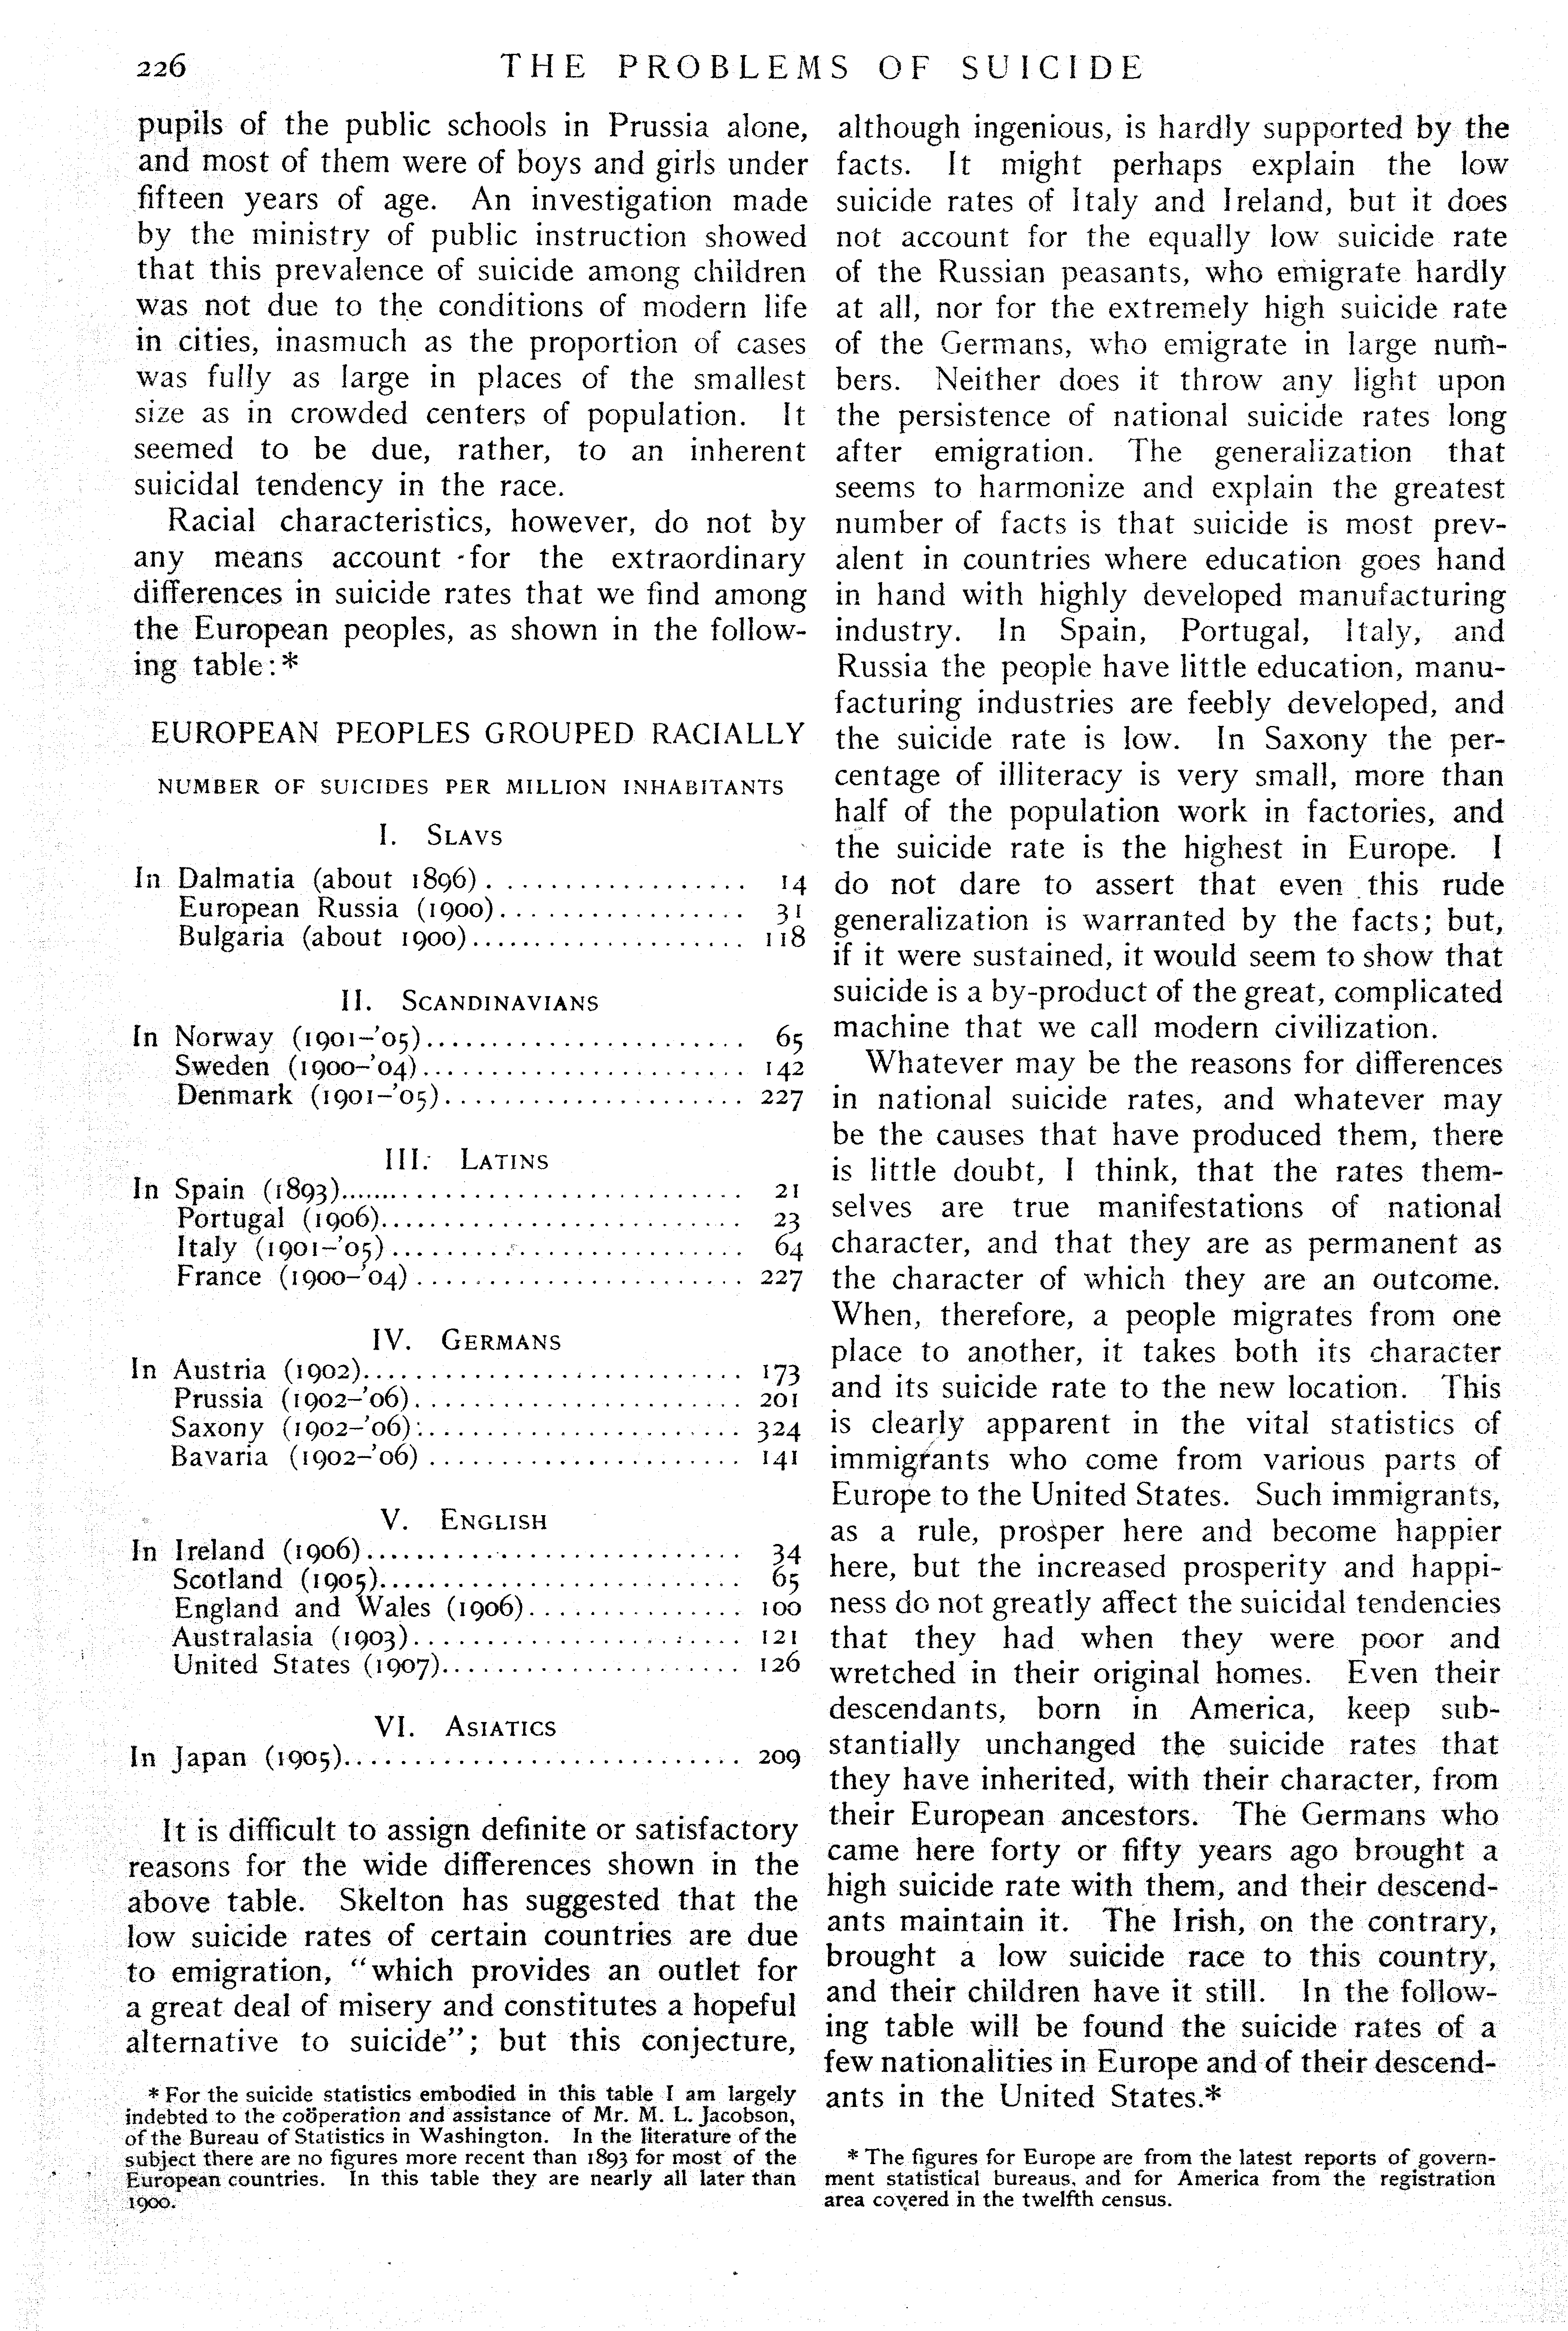 226
THE PROBLEMS OF SUICIDE
pupils of the public schools in Prussia alone,
and most of them were of boys and girls under
fifteen years of age. An investigation made
by the ministry of public instruction showed
that this prevalence of suicide among children
was not due to the conditions of modern life
in cities, inasmuch as the proportion of cases
was fully as large in places of the smallest
size as in crowded centers of population. It
seemed to be due, rather, to an inherent
suicidal tendency in the race.
Racial characteristics, however, do not by
any means account for the extraordinary
differences in suicide rates that we find among
the European peoples, as shown in the follow-
ing table:*
EUROPEAN PEOPLES GROUPED RACIALLY
NUMBER OF SUICIDES PER MILLION INHABITANTS
I. SLAVS
In Dalmatia (about 1896) .................. 14
European Russia (1900) .................. 31
Bulgaria (about 1900) .................. 118
II. SCANDINAVIANS
In Norway (1901–'05) .................. 65
Sweden (1900–'04) .................. 142
Denmark (1901–'05) .................. 227
III. LATINS
In Spain (1893) .................. 21
Portugal (1906) .................. 23
Italy (1901–'05) .................. 64
France (1900–'04) .................. 227
IV. GERMANS
In Austria (1902) .................. 173
Prussia (1902–'06) .................. 201
Saxony (1902–'06) .................. 324
Bavaria (1902–'06) .................. 141
V. ENGLISH
In Ireland (1906) .................. 34
Scotland (1905) .................. 65
England and Wales (1906) .................. 100
Australasia (1903) .................. 121
United States (1907) .................. 126
VI. ASIATICS
In Japan (1905) .................. 209
It is difficult to assign definite or satisfactory
reasons for the wide differences shown in the
above table. Skelton has suggested that the
low suicide rates of certain countries are due
to emigration, "which provides an outlet for
a great deal of misery and constitutes a hopeful
alternative to suicide"; but this conjecture,
* For the suicide statistics embodied in this table I am largely
indebted to the coöperation and assistance of Mr. M. L. Jacobson,
of the Bureau of Statistics in Washington. In the literature of the
subject there are no figures more recent than 1893 for most of the
European countries. In this table they are nearly all later than
1900.
although ingenious, is hardly supported by the
facts. It might perhaps explain the low
suicide rates of Italy and Ireland, but it does
not account for the equally low suicide rate
of the Russian peasants, who emigrate hardly
at all, nor for the extremely high suicide rate
of the Germans, who emigrate in large num-
bers. Neither does it throw any light upon
the persistence of national suicide rates long
after emigration. The generalization that
seems to harmonize and explain the greatest
number of facts is that suicide is most prev-
alent in countries where education goes hand
in hand with highly developed manufacturing
industry. In Spain, Portugal, Italy, and
Russia the people have little education, manu-
facturing industries are feebly developed, and
the suicide rate is low. In Saxony the per-
centage of illiteracy is very small, more than
half of the population work in factories, and
the suicide rate is the highest in Europe. I
do not dare to assert that even this rude
generalization is warranted by the facts; but,
if it were sustained, it would seem to show that
suicide is a by-product of the great, complicated
machine that we call modern civilization.
Whatever may be the reasons for differences
in national suicide rates, and whatever may
be the causes that have produced them, there
is little doubt, I think, that the rates them-
selves are true manifestations of national
character, and that they are as permanent as
the character of which they are an outcome.
When, therefore, a people migrates from one
place to another, it takes both its character
and its suicide rate to the new location. This
is clearly apparent in the vital statistics of
immigrants who come from various parts of
Europe to the United States. Such immigrants,
as a rule, prosper here and become happier
here, but the increased prosperity and happi-
ness do not greatly affect the suicidal tendencies
that they had when they were poor and
wretched in their original homes. Even their
descendants, born in America, keep sub-
stantially unchanged the suicide rates that
they have inherited, with their character, from
their European ancestors. The Germans who
came here forty or fifty years ago brought a
high suicide rate with them, and their descend-
ants maintain it. The Irish, on the contrary,
brought a low suicide race to this country,
and their children have it still. In the follow-
ing table will be found the suicide rates of a
few nationalities in Europe and of their descend-
ants in the United States.*
* The figures for Europe are from the latest reports of govern-
ment statistical bureaus, and for America from the registration
area covered in the twelfth census.